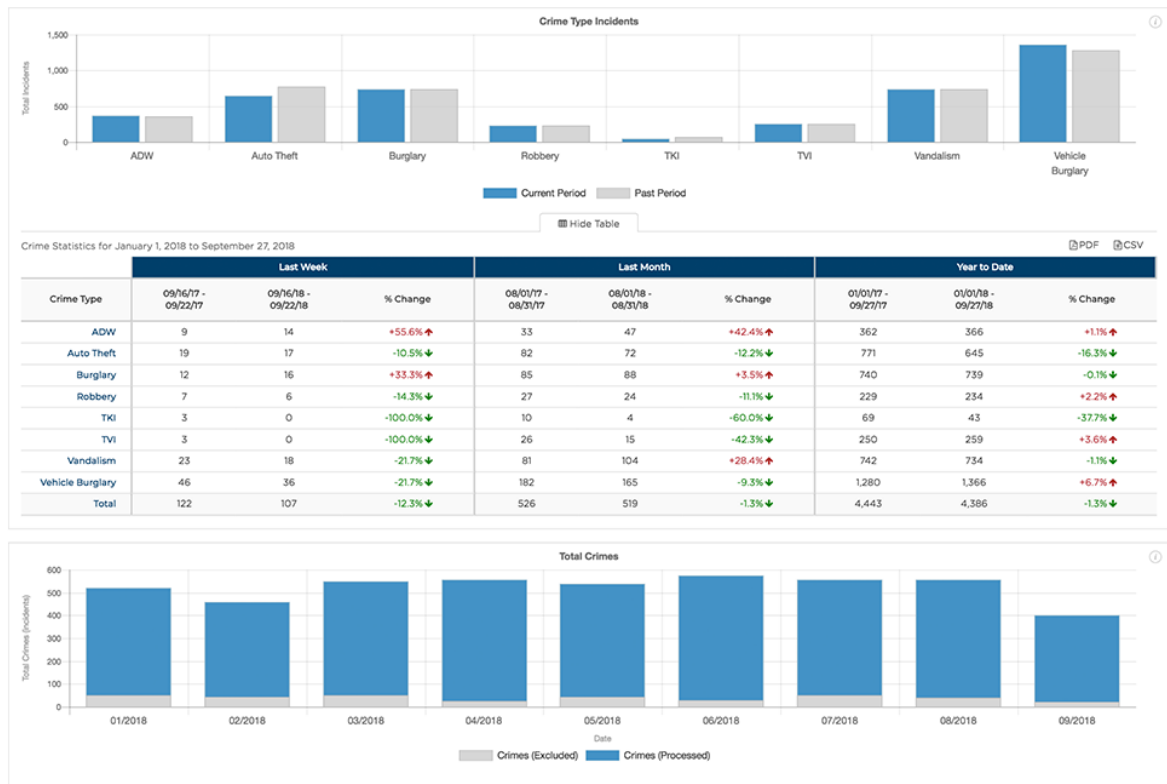 Crime Type Incidents
Total Incidents
1,500
1,000
500
0
ADW Auto Theft Burglary Robbery TKI TVI Vandalism Vehicle
Burglary
Current Period Past Period
Hide Table
Crime Statistics for January 1, 2018 to September 27, 2018 PDF CSV
Last Week Last Month Year to Date
Crime Type 09/16/17 - 09/16/18 - % Change 08/01/17 - 08/01/18 - % Change 01/01/17 - 01/01/18 - % Change
09/22/17 09/22/18 08/31/17 08/31/18 09/27/17 09/27/18
ADW 9 14 +55.6% 33 47 +42.4% 362 366 +1.1%
Auto Theft 19 17 -10.5% 82 72 -12.2% 771 645 -16.3%
Burglary 12 16 +33.3% 85 88 +3.5% 740 739 -0.1%
Robbery 7 6 -14.3% 27 24 -11.1% 229 234 +2.2%
TKI 3 0 -100.0% 10 4 -60.0% 69 43 -37.7%
TVI 3 0 -100.0% 26 15 -42.3% 250 259 +3.6%
Vandalism 23 18 -21.7% 81 104 +28.4% 742 734 -1.1%
Vehicle Burglary 46 36 -21.7% 182 165 -9.3% 1,280 1,366 +6.7%
Total 122 107 -12.3% 526 519 -1.3% 4,443 4,386 -1.3%
Total Crimes
Total Crimes (Incidents)
600
500
400
300
200
100
0
01/2018 02/2018 03/2018 04/2018 05/2018 06/2018 07/2018 08/2018 09/2018
Date
Crimes (Excluded) Crimes (Processed)